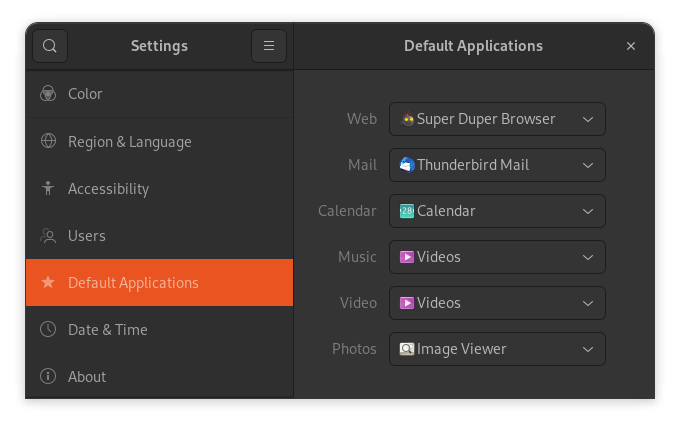 Settings
Default Applications
Color
Region & Language
Accessibility
Users
Default Applications
Date & Time
About
Web
Super Duper Browser
Mail
Thunderbird Mail
Calendar
28
Calendar
Music
Videos
Video
Videos
Photos
Image Viewer